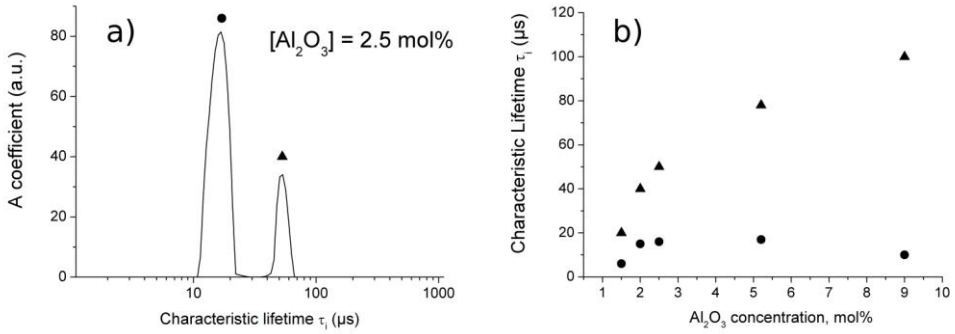 a)
[Al₂O₃] = 2.5 mol%
A coefficient (a.u.)
80
60
40
20
0
10
100
1000
Characteristic lifetime τᵢ (µs)
b)
Characteristic Lifetime τᵢ (µs)
120
100
80
60
40
20
0
1 2 3 4 5 6 7 8 9 10
Al₂O₃ concentration, mol%